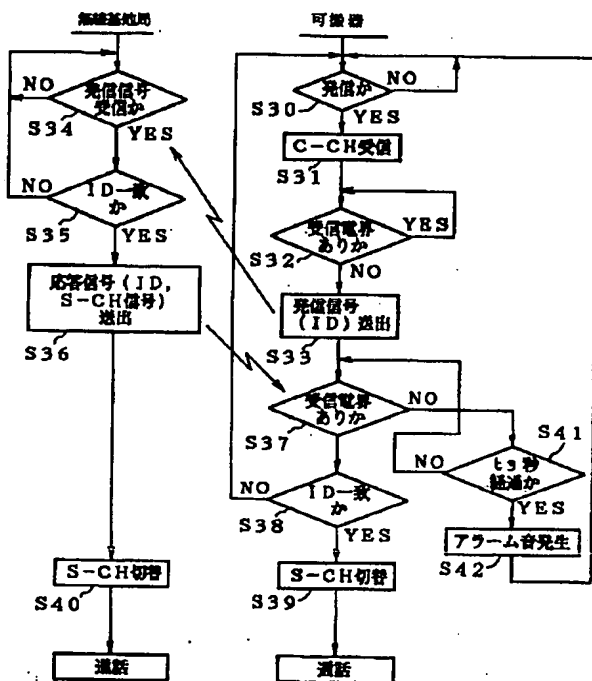 無線基地局
発信信号
受信か
NO
S34
YES
ID一致
か
NO
S35
YES
応答信号(ID,
S-CH信号)
送出
S36
S-CH切替
S40
通話
可搬器
発信か
NO
S30
YES
C-CH受信
S31
受信電界
ありか
YES
S32
NO
発信信号
(ID)送出
S33
受信電界
ありか
NO
S37
ID一致
か
NO
S38
YES
S-CH切替
S39
通話
S41
t3秒
経過か
NO
YES
アラーム音発生
S42